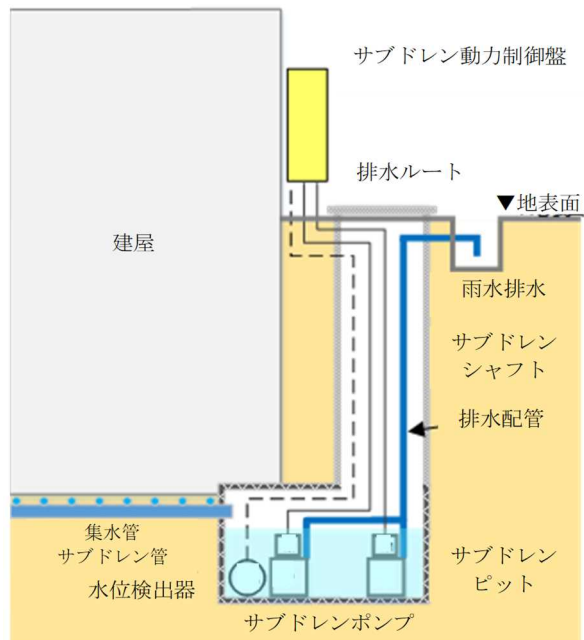 サブドレン動力制御盤
排水ルート
▼地表面
建屋
雨水排水
サブドレン
シャフト
排水配管
集水管
サブドレン管
水位検出器
サブドレン
ピット
サブドレンポンプ